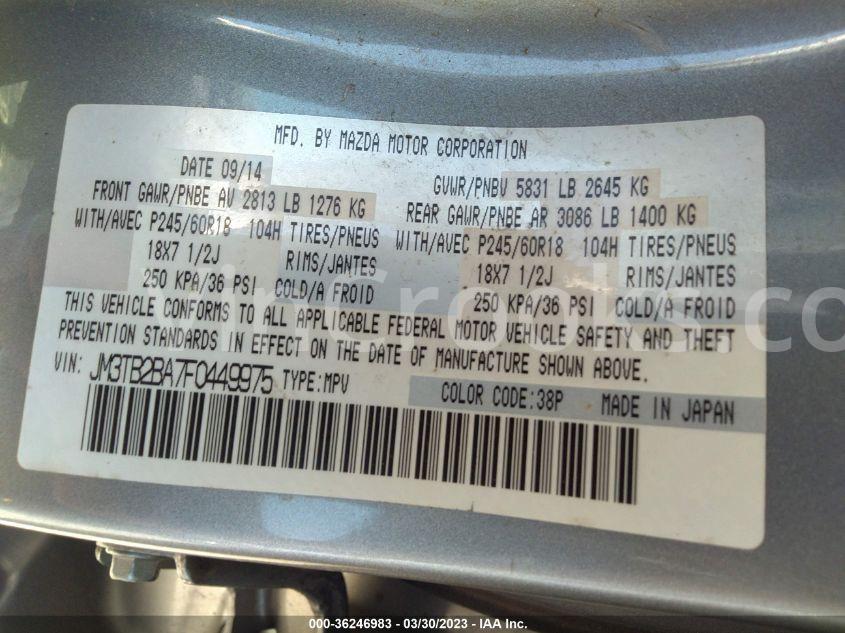 MFD. BY MAZDA MOTOR CORPORATION
DATE 09/14 GVWR/PNBV 5831 LB 2645 KG
FRONT GAWR/PNBE AV 2813 LB 1276 KG REAR GAWR/PNBE AR 3086 LB 1400 KG
WITH/AVEC P245/60R18 104H TIRES/PNEUS WITH/AVEC P245/60R18 104H TIRES/PNEUS
18X7 1/2J RIMS/JANTES 18X7 1/2J RIMS/JANTES
250 KPA/36 PSI COLD/A FROID 250 KPA/36 PSI COLD/A FROID
THIS VEHICLE CONFORMS TO ALL APPLICABLE FEDERAL MOTOR VEHICLE SAFETY AND THEFT
PREVENTION STANDARDS IN EFFECT ON THE DATE OF MANUFACTURE SHOWN ABOVE.
VIN: JM3TB2BA7F0449975 TYPE:MPV COLOR CODE:38P MADE IN JAPAN
000-36246983 / 03/30/2023 – IAA Inc.